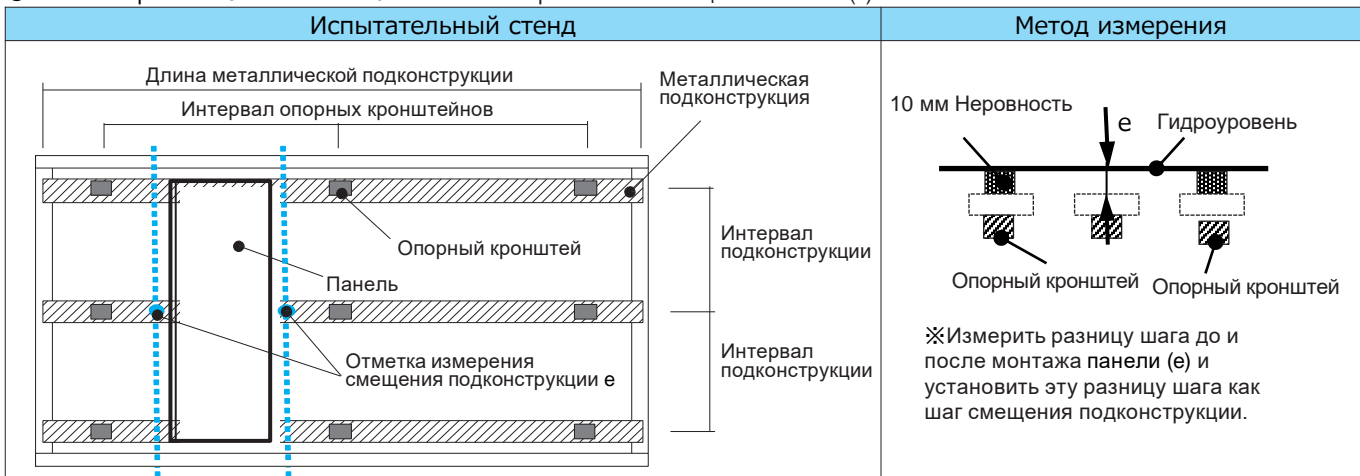 Испытательный стенд
Метод измерения
Длина металлической подконструкции
Интервал опорных кронштейнов
Металлическая
подконструкция
Опорный кронштей
Панель
Отметка измерения
смещения подконструкции e
Интервал
подконструкции
Интервал
подконструкции
10 мм Неровность
e
Гидроуровень
Опорный кронштей
Опорный кронштей
※Измерить разницу шага до и
после монтажа панели (e) и
установить эту разницу шага как
шаг смещения подконструкции.